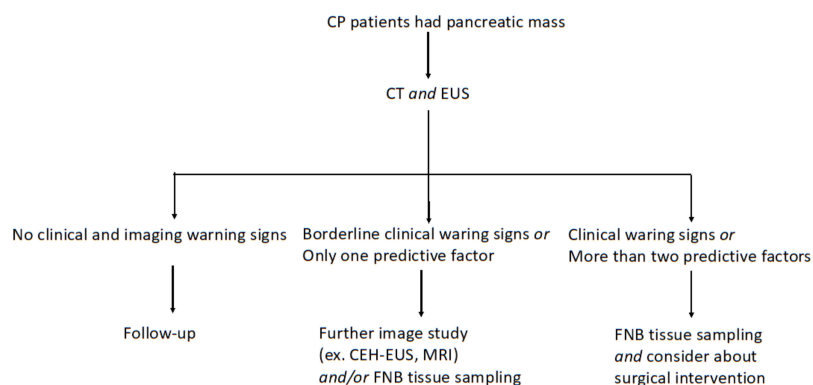 CP patients had pancreatic mass
CT and EUS
No clinical and imaging warning signs
Borderline clinical waring signs or
Only one predictive factor
Clinical waring signs or
More than two predictive factors
Follow-up
Further image study
(ex. CEH-EUS, MRI)
and/or FNB tissue sampling
FNB tissue sampling
and consider about
surgical intervention